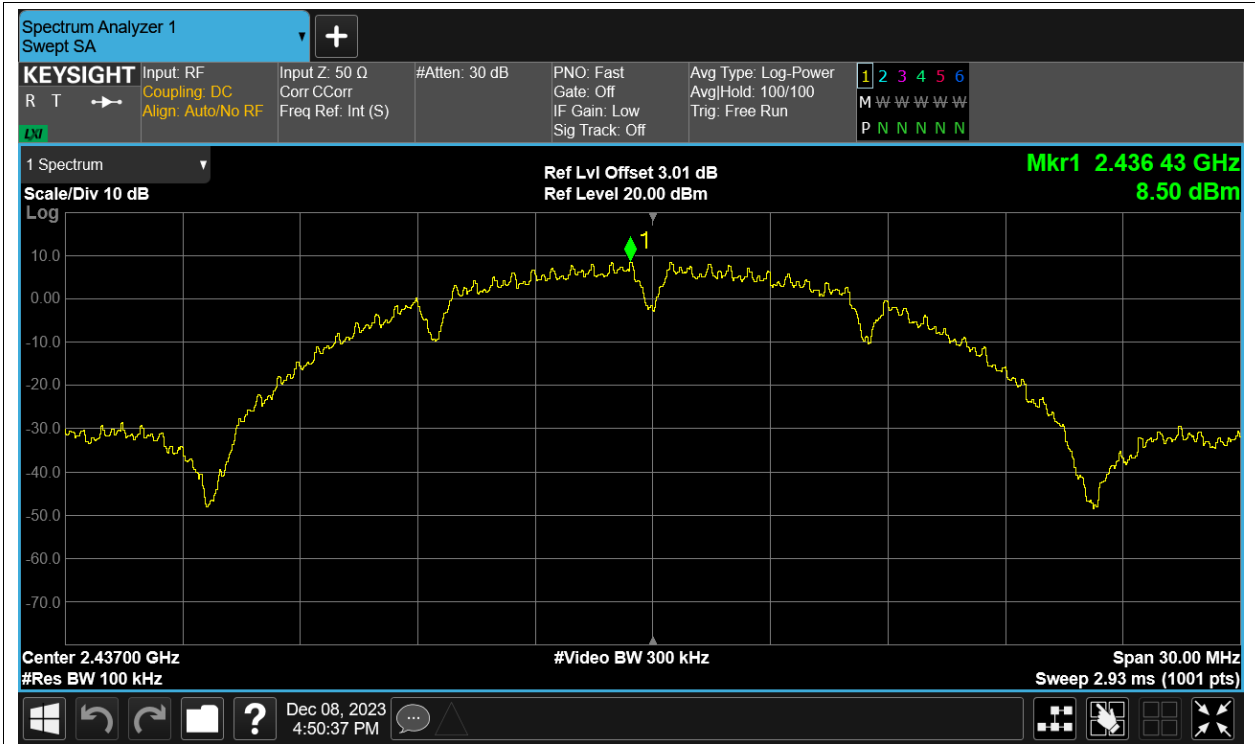 Spectrum Analyzer 1
Swept SA
KEYSIGHT
R T
LXI
Input: RF
Coupling: DC
Align: Auto/No RF
Input Z: 50 Ω
Corr CCorr
Freq Ref: Int (S)
#Atten: 30 dB
PNO: Fast
Gate: Off
IF Gain: Low
Sig Track: Off
Avg Type: Log-Power
Avg|Hold: 100/100
Trig: Free Run
1 2 3 4 5 6
M W W W W W
P N N N N N
1 Spectrum
Scale/Div 10 dB
Ref Lvl Offset 3.01 dB
Ref Level 20.00 dBm
Mkr1 2.436 43 GHz
8.50 dBm
Log
1
10.0
0.00
-10.0
-20.0
-30.0
-40.0
-50.0
-60.0
-70.0
Center 2.43700 GHz
#Video BW 300 kHz
Span 30.00 MHz
#Res BW 100 kHz
Sweep 2.93 ms (1001 pts)
?
Dec 08, 2023
4:50:37 PM